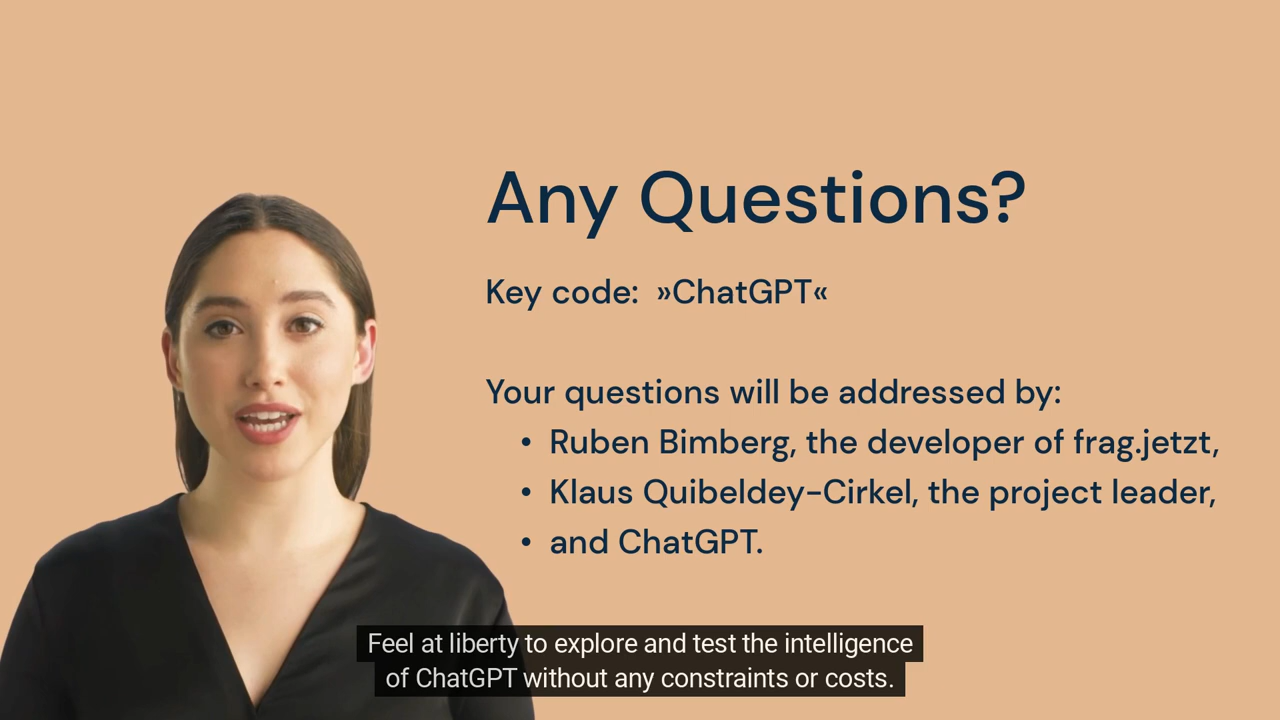 Any Questions?
Key code: »ChatGPT«
Your questions will be addressed by:
• Ruben Bimberg, the developer of frag.jetzt,
• Klaus Quibeldey-Cirkel, the project leader,
• and ChatGPT.
Feel at liberty to explore and test the intelligence
of ChatGPT without any constraints or costs.